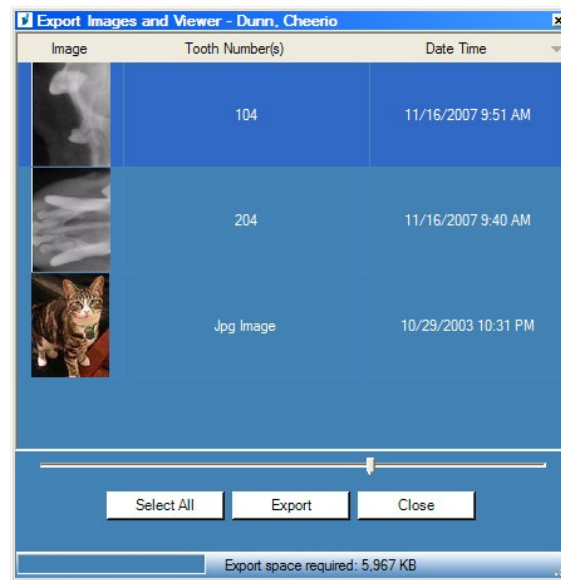 Export Images and Viewer - Dunn, Cheerio
Image Tooth Number(s) Date Time
104 11/16/2007 9:51 AM
204 11/16/2007 9:40 AM
Jpg Image 10/29/2003 10:31 PM
Select All Export Close
Export space required: 5,967 KB